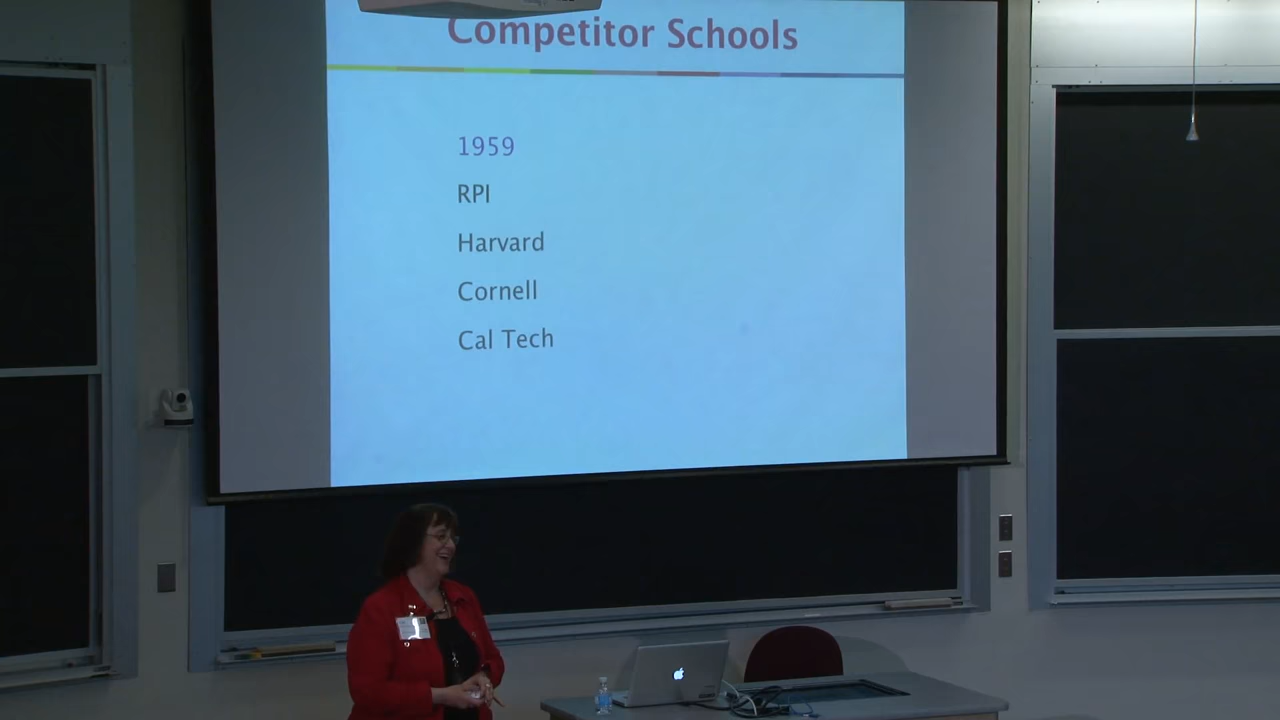 Competitor Schools
1959
RPI
Harvard
Cornell
Cal Tech